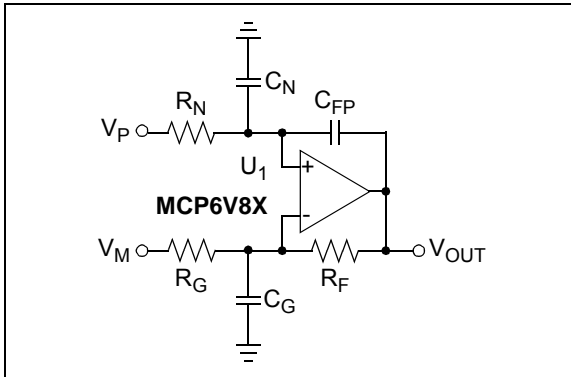 C_N
R_N
C_FP
V_P
U_1
+
MCP6V8X
-
V_M
V_OUT
R_G
R_F
C_G